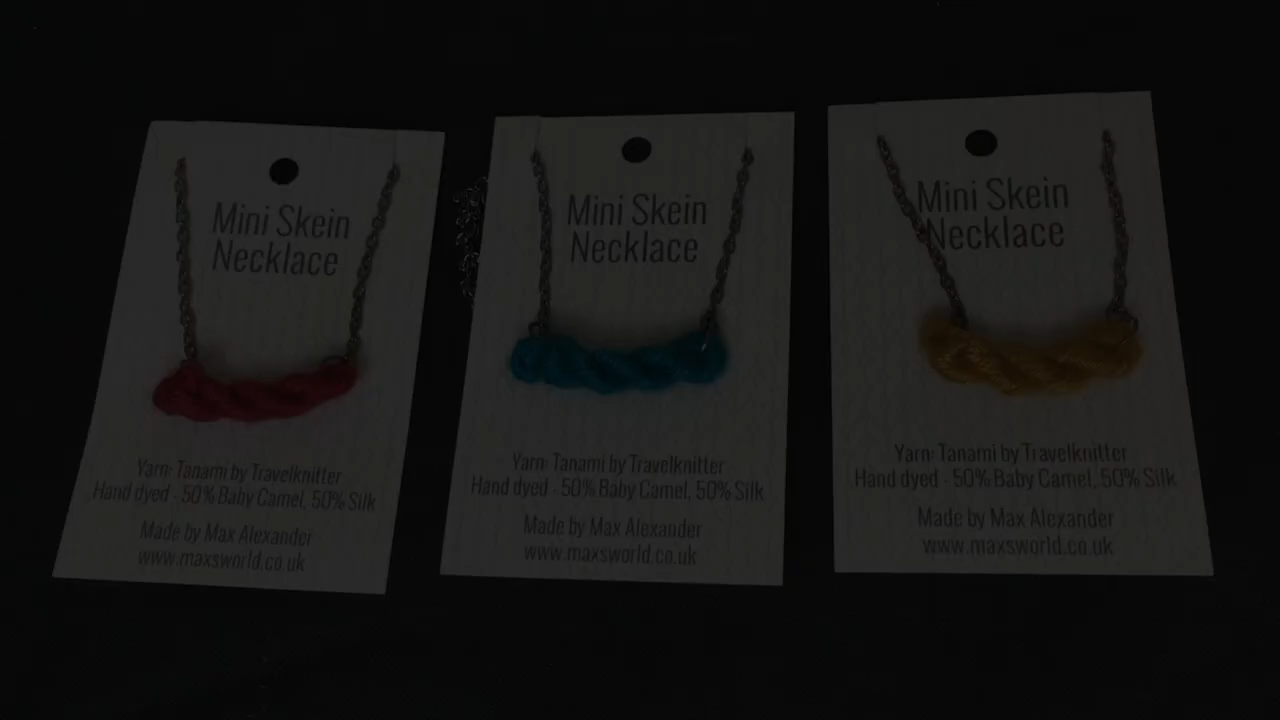 Mini Skein
Necklace
Yarn: Tanami by Travelknitter
Hand dyed - 50% Baby Camel, 50% Silk
Made by Max Alexander
www.maxsworld.co.uk
Mini Skein
Necklace
Yarn: Tanami by Travelknitter
Hand dyed - 50% Baby Camel, 50% Silk
Made by Max Alexander
www.maxsworld.co.uk
Mini Skein
Necklace
Yarn: Tanami by Travelknitter
Hand dyed - 50% Baby Camel, 50% Silk
Made by Max Alexander
www.maxsworld.co.uk